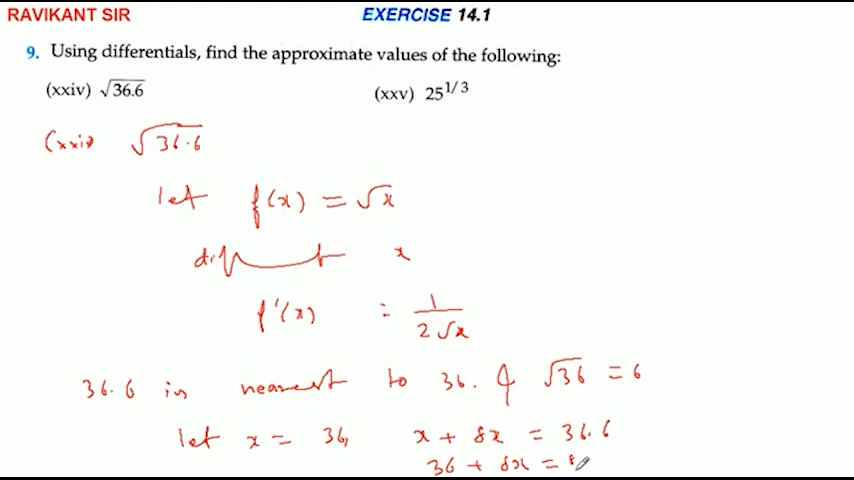 RAVIKANT SIR EXERCISE 14.1
9. Using differentials, find the approximate values of the following:
(xxiv) √36.6 (xxv) 25^1/3
(xxiv) √36.6
let f(x) = √x
diff x
f'(x) = 1/2√x
36.6 is nearest to 36. & √36 = 6
let x = 36, x + δx = 36.6
36 + δx =